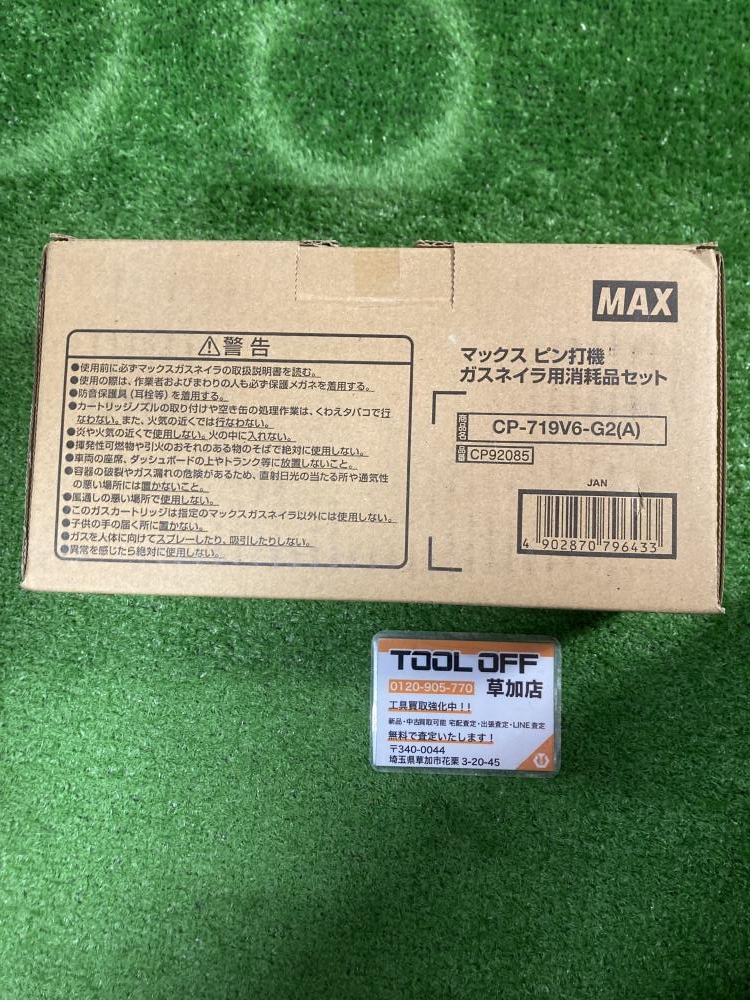 MAX
マックス ピン打機
ガスネイラ用消耗品セット
商品名 CP-719V6-G2(A)
品番 CP92085
JAN
4 902870 796433
警告
●使用前に必ずマックスガスネイラの取扱説明書を読む。
●使用の際は、作業者およびまわりの人も必ず保護メガネを着用する。
●防音保護具(耳栓等)を着用する。
●カートリッジノズルの取り付けや空き缶の処理作業は、くわえタバコで行
なわない。また、火気の近くでは行なわない。
●炎や火気の近くで使用しない。火の中に入れない。
●揮発性可燃物や引火のおそれのある物のそばで絶対に使用しない。
●車両の座席、ダッシュボードの上やトランク等に放置しないこと。
●容器の破裂やガス漏れの危険があるため、直射日光の当たる所や通気性
の悪い場所には置かないこと。
●風通しの悪い場所で使用しない。
●このガスカートリッジは指定のマックスガスネイラ以外には使用しない。
●子供の手の届く所に置かない。
●ガスを人体に向けてスプレーしたり、吸引したりしない。
●異常を感じたら絶対に使用しない。
TOOL OFF
0120-905-770 草加店
工具買取強化中!!
新品・中古買取可能 宅配査定・出張査定・LINE査定
無料で査定いたします!
〒340-0044
埼玉県草加市花栗 3-20-45